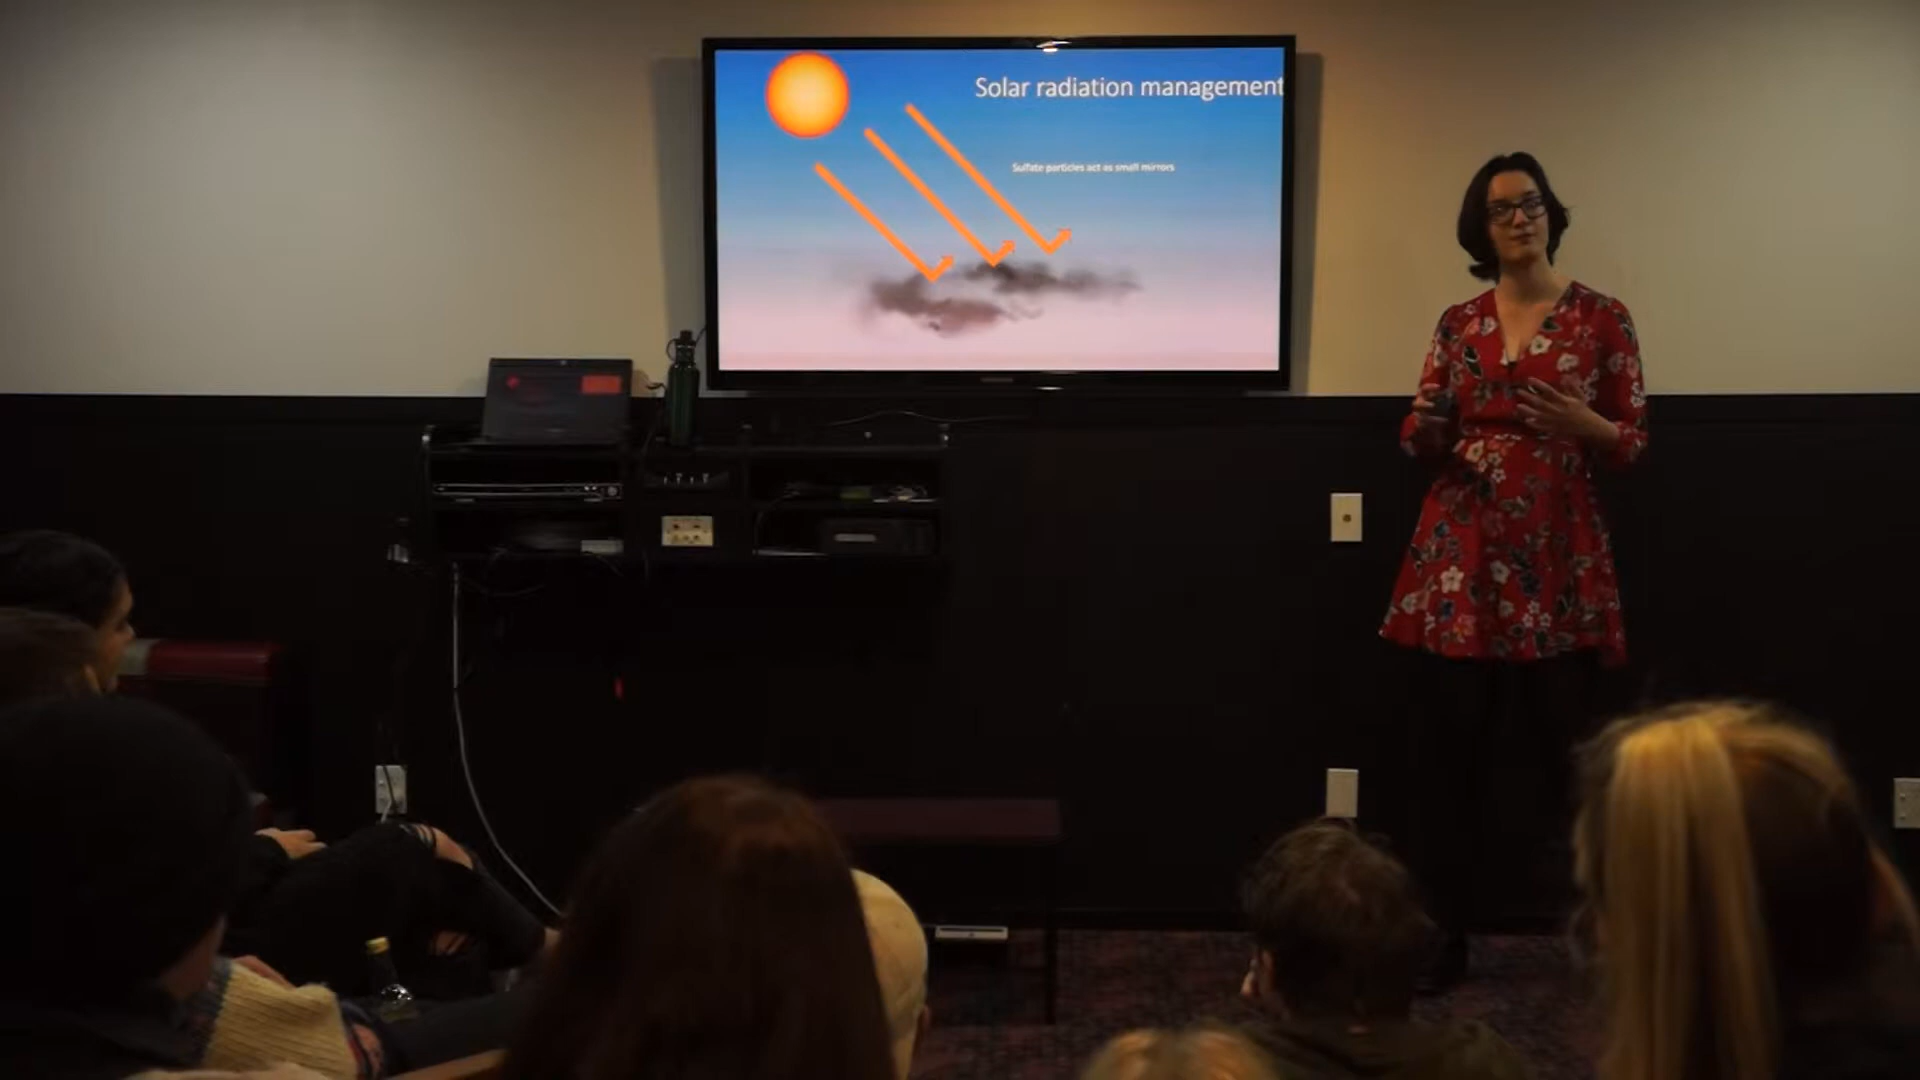 Solar radiation management
Sulfate particles act as small mirrors